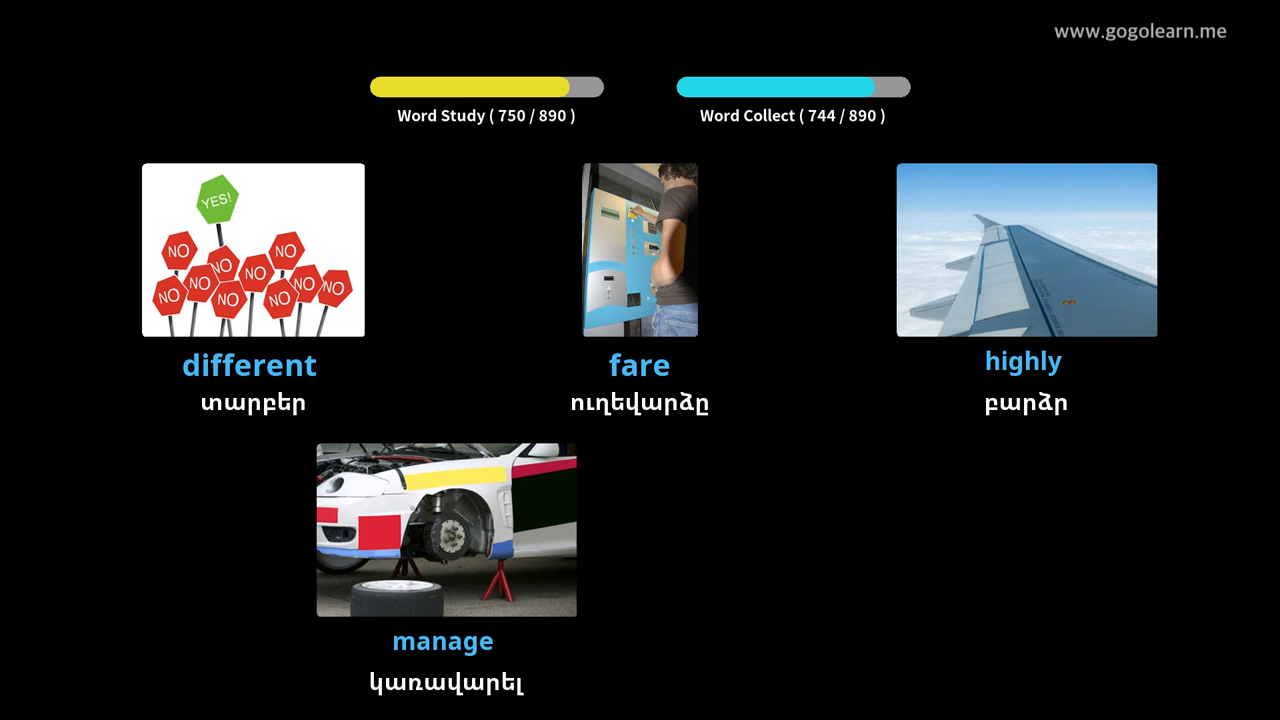 www.gogolearn.me
Word Study ( 750 / 890 )
Word Collect ( 744 / 890 )
YES!
NO
NO
NO
NO
NO
NO
NO
NO
NO
NO
different
տարբեր
fare
ուղեվարձը
highly
բարձր
manage
կառավարել